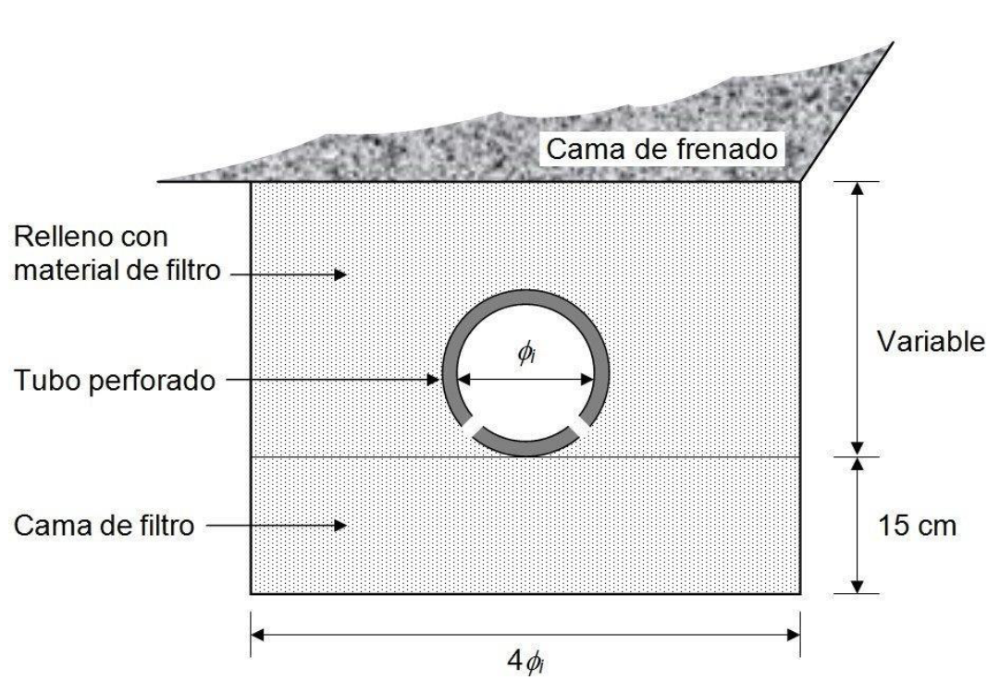 Cama de frenado
Relleno con
material de filtro
ϕi
Variable
Tubo perforado
Cama de filtro
15 cm
4ϕi